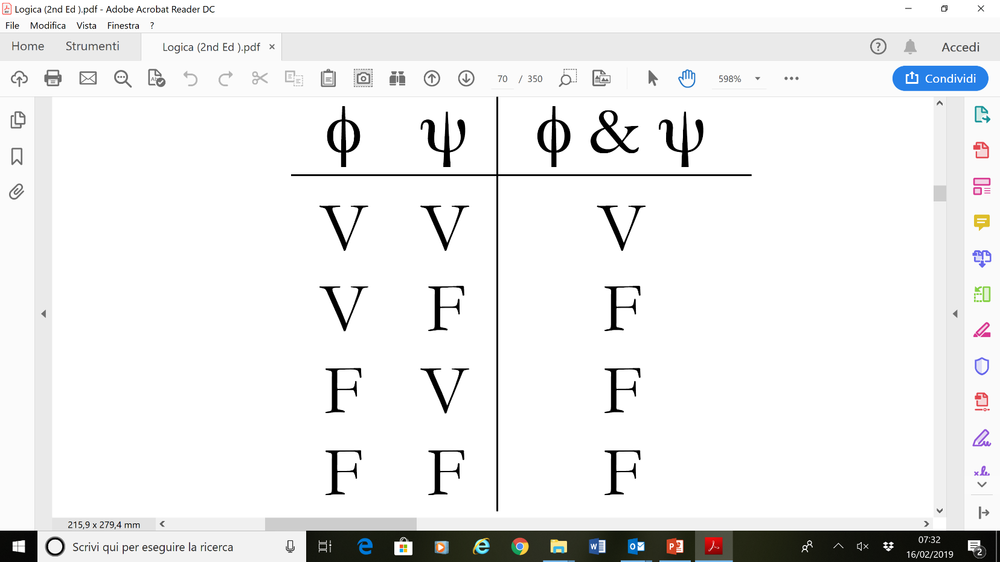 Logica (2nd Ed ).pdf - Adobe Acrobat Reader DC
File Modifica Vista Finestra ?
Home Strumenti Logica (2nd Ed ).pdf × ? Accedi
70 / 350 598% Condividi
ϕ ψ ϕ & ψ
V V V
V F F
F V F
F F F
215,9 x 279,4 mm
Scrivi qui per eseguire la ricerca
07:32
16/02/2019
2